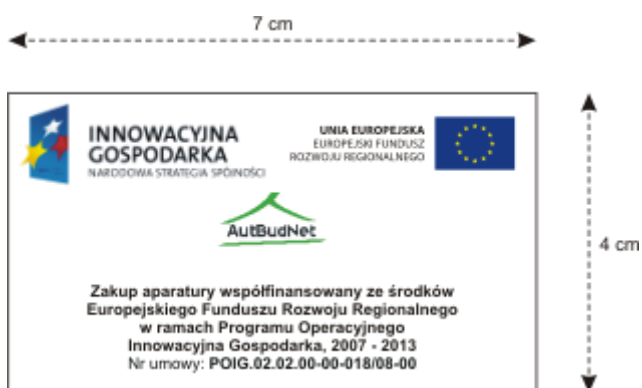 7 cm
INNOWACYJNA
GOSPODARKA
NARODOWA STRATEGIA SPÓJNOŚCI
UNIA EUROPEJSKA
EUROPEJSKI FUNDUSZ
ROZWOJU REGIONALNEGO
AutBudNet
4 cm
Zakup aparatury współfinansowany ze środków
Europejskiego Funduszu Rozwoju Regionalnego
w ramach Programu Operacyjnego
Innowacyjna Gospodarka, 2007 - 2013
Nr umowy: POIG.02.02.00-00-018/08-00